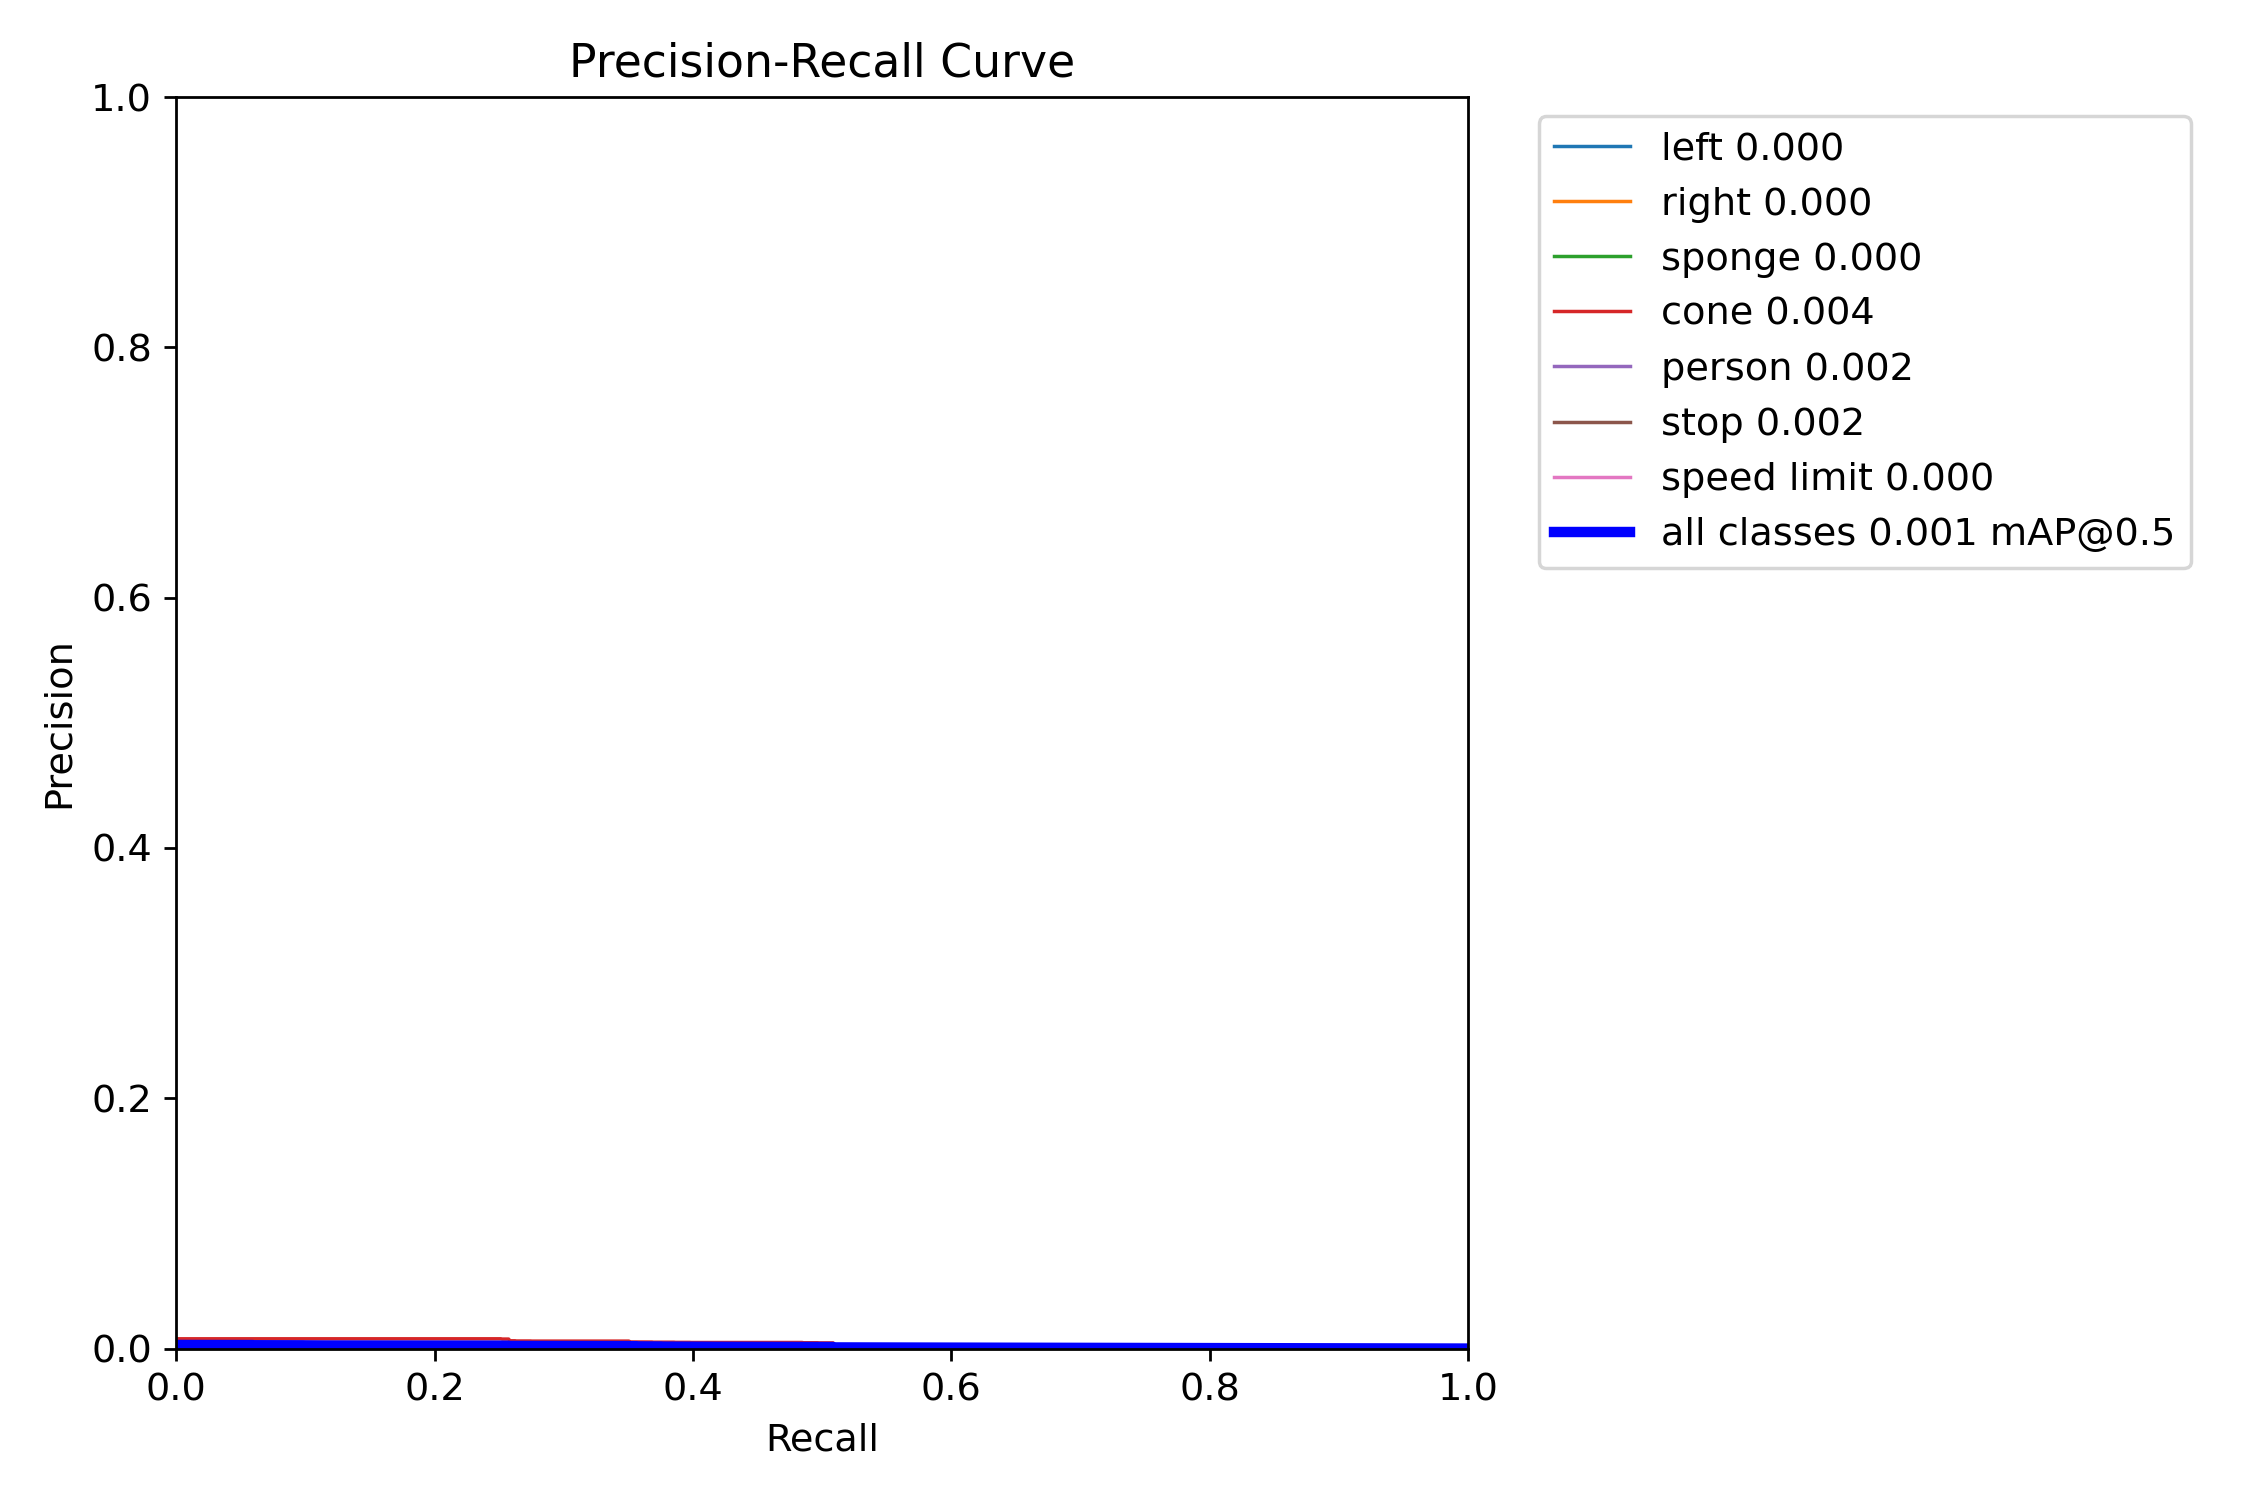 Precision-Recall Curve
1.0
0.8
0.6
0.4
0.2
0.0
Precision
0.0 0.2 0.4 0.6 0.8 1.0
Recall
left 0.000
right 0.000
sponge 0.000
cone 0.004
person 0.002
stop 0.002
speed limit 0.000
all classes 0.001 mAP@0.5